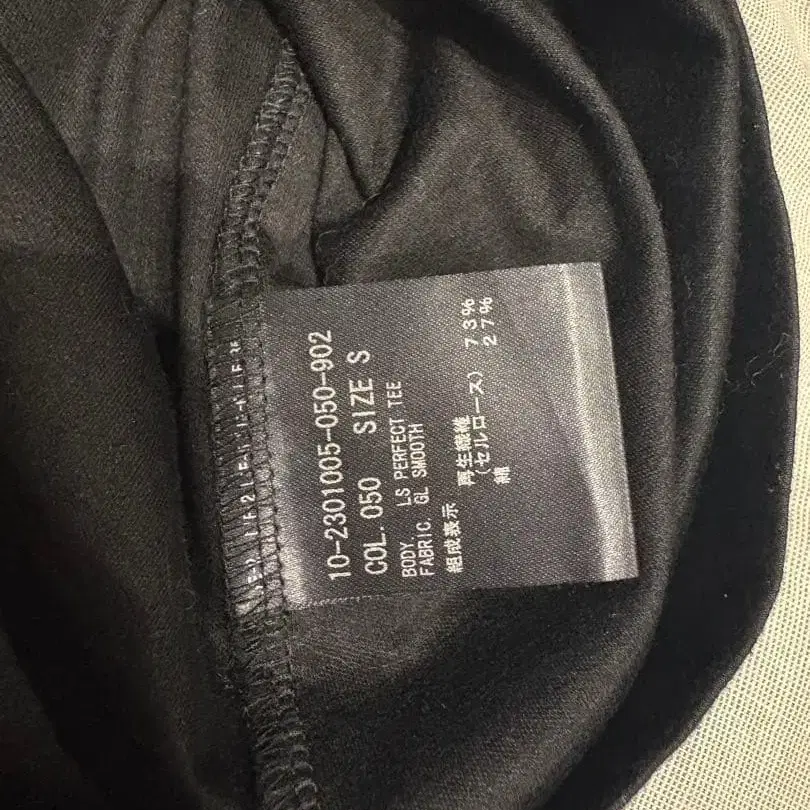 10-2301005-050-902
COL. 050 SIZE S
BODY. LS PERFECT TEE
FABRIC. GL SMOOTH
組成表示
再生繊維 73%
(セルロース)
綿 27%